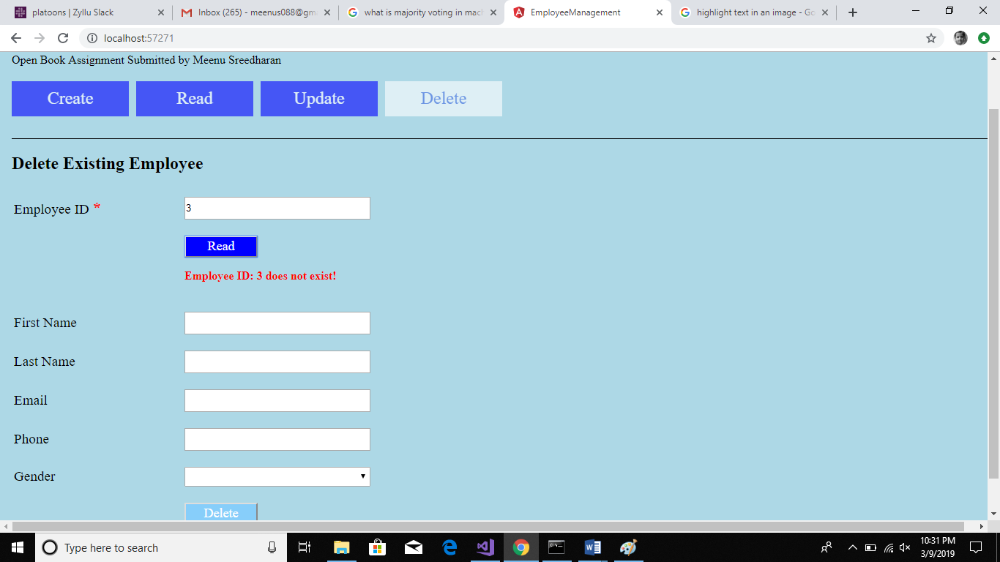 platoons | Zyllu Slack
Inbox (265) - meenus088@gm
what is majority voting in mac
EmployeeManagement
highlight text in an image - Go
localhost:57271
Open Book Assignment Submitted by Meenu Sreedharan
Create Read Update Delete
Delete Existing Employee
Employee ID * 3
Read
Employee ID: 3 does not exist!
First Name
Last Name
Email
Phone
Gender
Delete
Type here to search
10:31 PM
3/9/2019